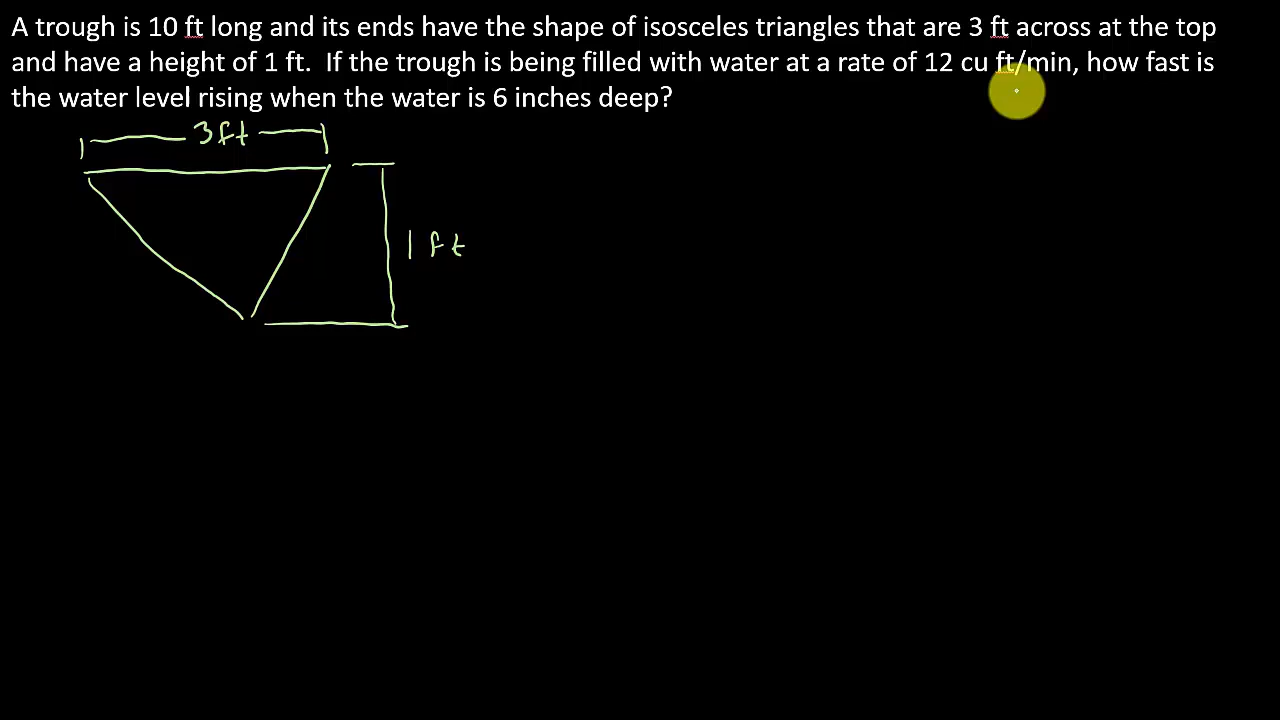 A trough is 10 ft long and its ends have the shape of isosceles triangles that are 3 ft across at the top
and have a height of 1 ft.  If the trough is being filled with water at a rate of 12 cu ft/min, how fast is
the water level rising when the water is 6 inches deep?
3ft
1 ft